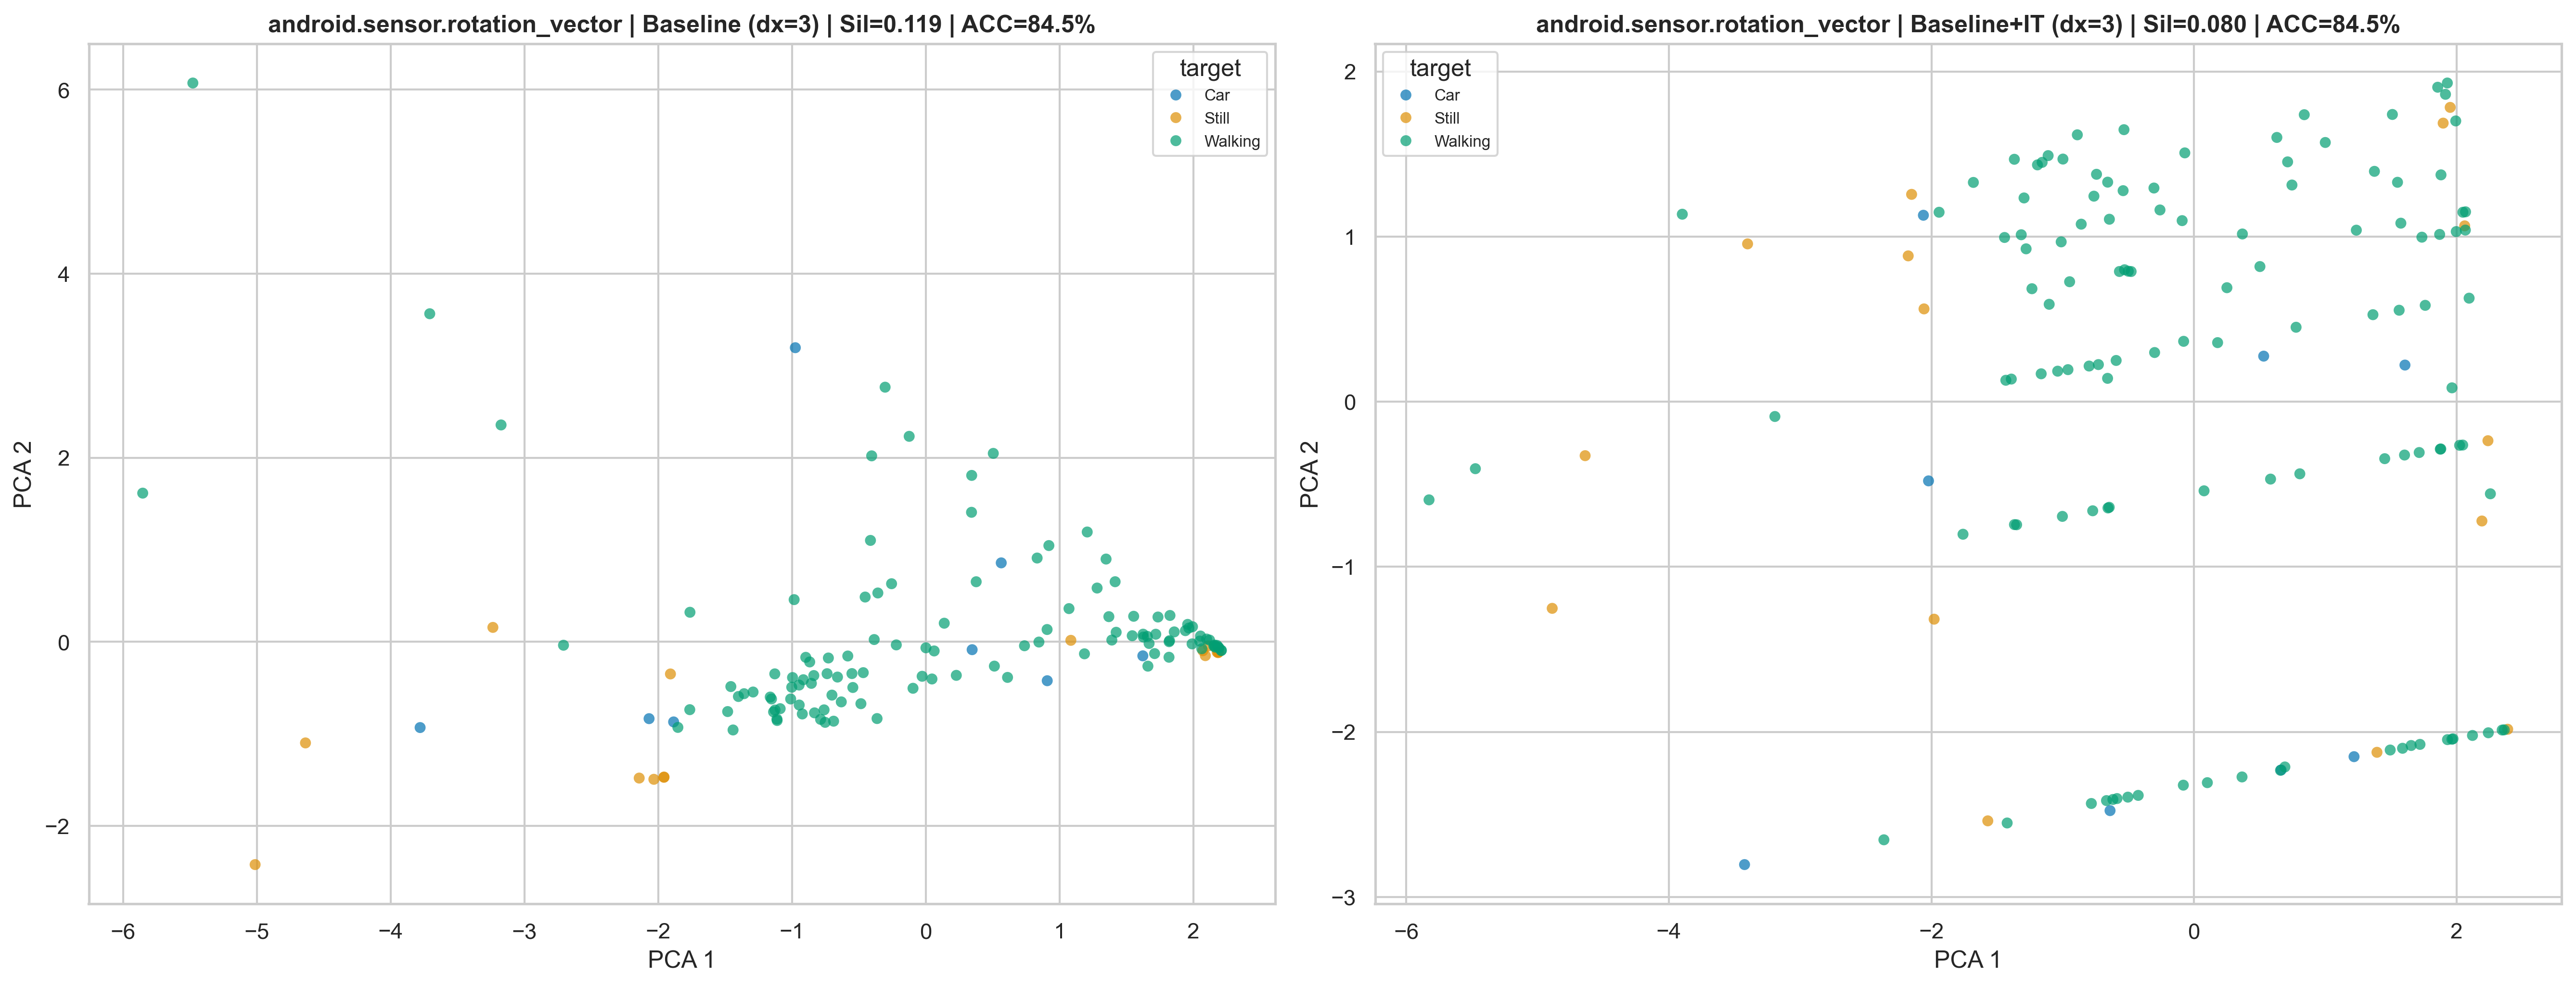 android.sensor.rotation_vector | Baseline (dx=3) | Sil=0.119 | ACC=84.5%
target
Car
Still
Walking
6
4
2
0
−2
PCA 2
−6 −5 −4 −3 −2 −1 0 1 2
PCA 1
android.sensor.rotation_vector | Baseline+IT (dx=3) | Sil=0.080 | ACC=84.5%
target
Car
Still
Walking
2
1
0
−1
−2
−3
PCA 2
−6 −4 −2 0 2
PCA 1